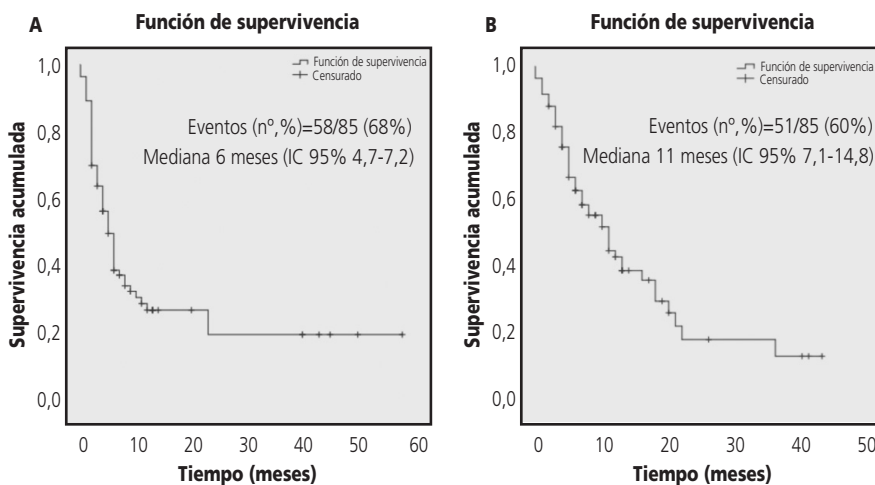 A
Función de supervivencia
Función de supervivencia
Censurado
Eventos (nº,%)=58/85 (68%)
Mediana 6 meses (IC 95% 4,7-7,2)
Supervivencia acumulada
1,0
0,8
0,6
0,4
0,2
0,0
0 10 20 30 40 50 60
Tiempo (meses)
B
Función de supervivencia
Función de supervivencia
Censurado
Eventos (nº,%)=51/85 (60%)
Mediana 11 meses (IC 95% 7,1-14,8)
Supervivencia acumulada
1,0
0,8
0,6
0,4
0,2
0,0
0 10 20 30 40 50
Tiempo (meses)